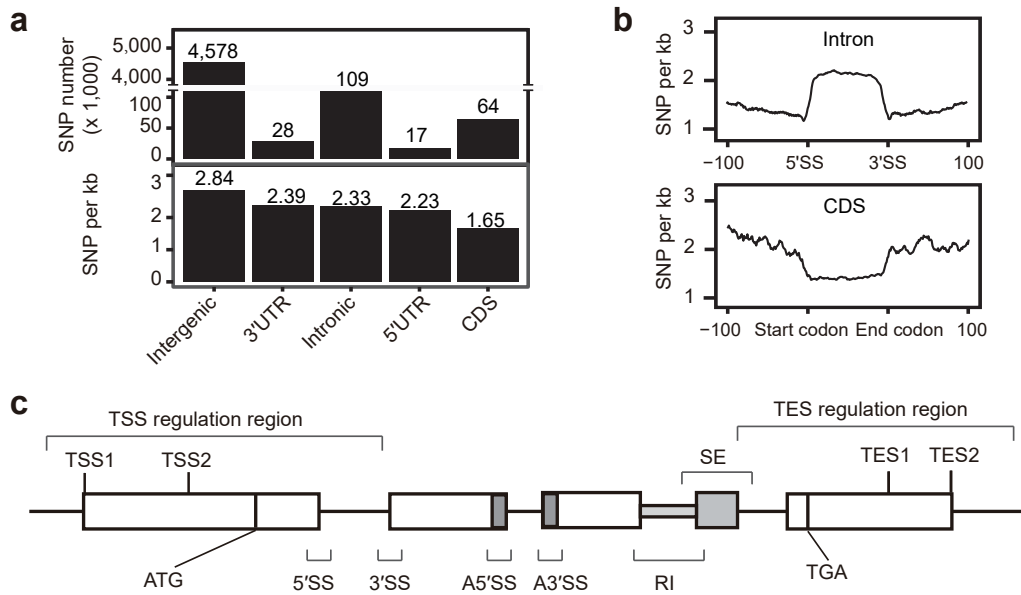 a
SNP number
(x 1,000)
5,000
4,000
100
50
0
4,578
28
109
17
64
SNP per kb
3
2
1
0
2.84
2.39
2.33
2.23
1.65
Intergenic
3′UTR
Intronic
5′UTR
CDS
b
SNP per kb
3
2
1
Intron
−100
5′SS
3′SS
100
SNP per kb
3
2
1
CDS
−100
Start codon
End codon
100
c
TSS regulation region
TES regulation region
TSS1
TSS2
SE
TES1
TES2
ATG
5′SS
3′SS
A5′SS
A3′SS
RI
TGA